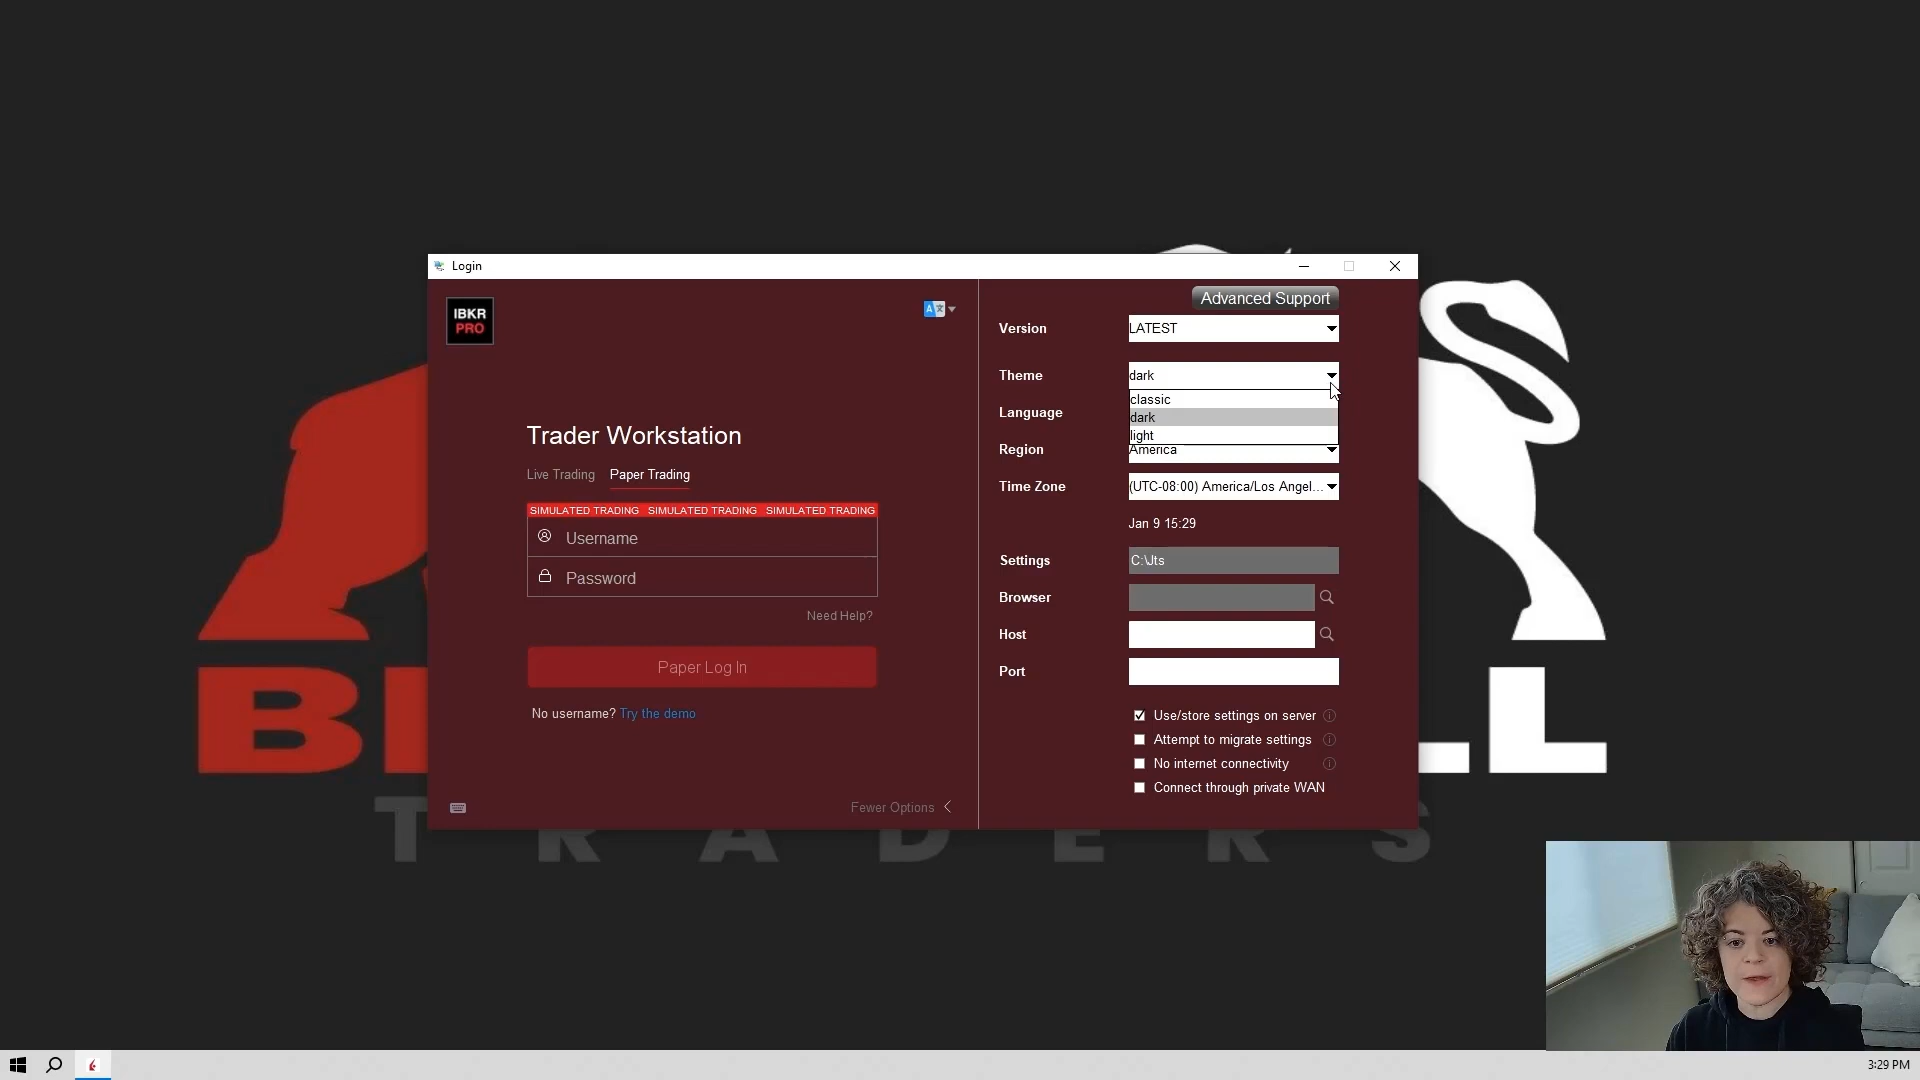 Login
IBKR
PRO
Advanced Support
Version
LATEST
Theme
dark
classic
dark
light
Language
Region
America
Time Zone
(UTC-08:00) America/Los Angel...
Jan 9 15:29
Settings
C:\Jts
Browser
Host
Port
Use/store settings on server
Attempt to migrate settings
No internet connectivity
Connect through private WAN
Trader Workstation
Live Trading
Paper Trading
SIMULATED TRADING SIMULATED TRADING SIMULATED TRADING
Username
Password
Need Help?
Paper Log In
No username? Try the demo
Fewer Options
TRADERS
3:29 PM